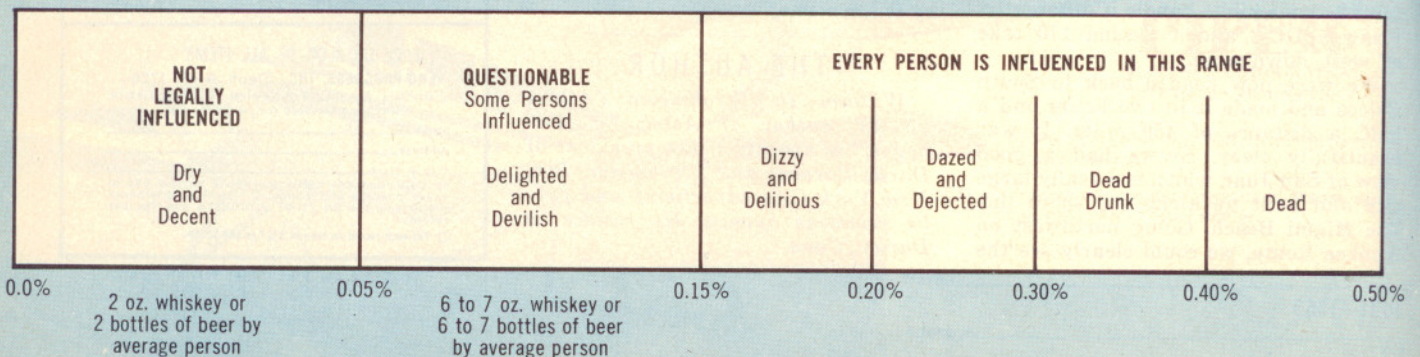 NOT
LEGALLY
INFLUENCED
Dry
and
Decent
QUESTIONABLE
Some Persons
Influenced
Delighted
and
Devilish
EVERY PERSON IS INFLUENCED IN THIS RANGE
Dizzy
and
Delirious
Dazed
and
Dejected
Dead
Drunk
Dead
0.0%
0.05%
0.15%
0.20%
0.30%
0.40%
0.50%
2 oz. whiskey or
2 bottles of beer by
average person
6 to 7 oz. whiskey or
6 to 7 bottles of beer
by average person